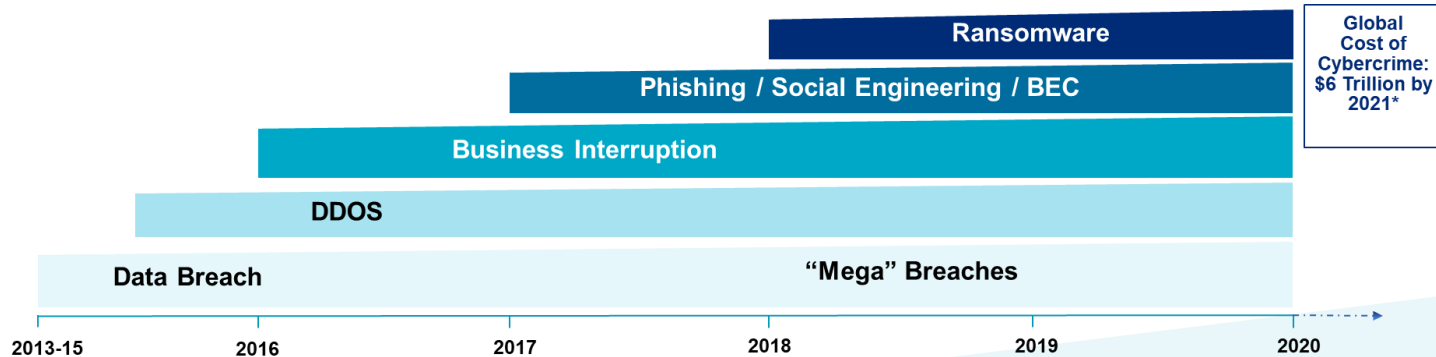 Ransomware
Global
Cost of
Cybercrime:
$6 Trillion by
2021*
Phishing / Social Engineering / BEC
Business Interruption
DDOS
Data Breach
“Mega” Breaches
2013-15
2016
2017
2018
2019
2020